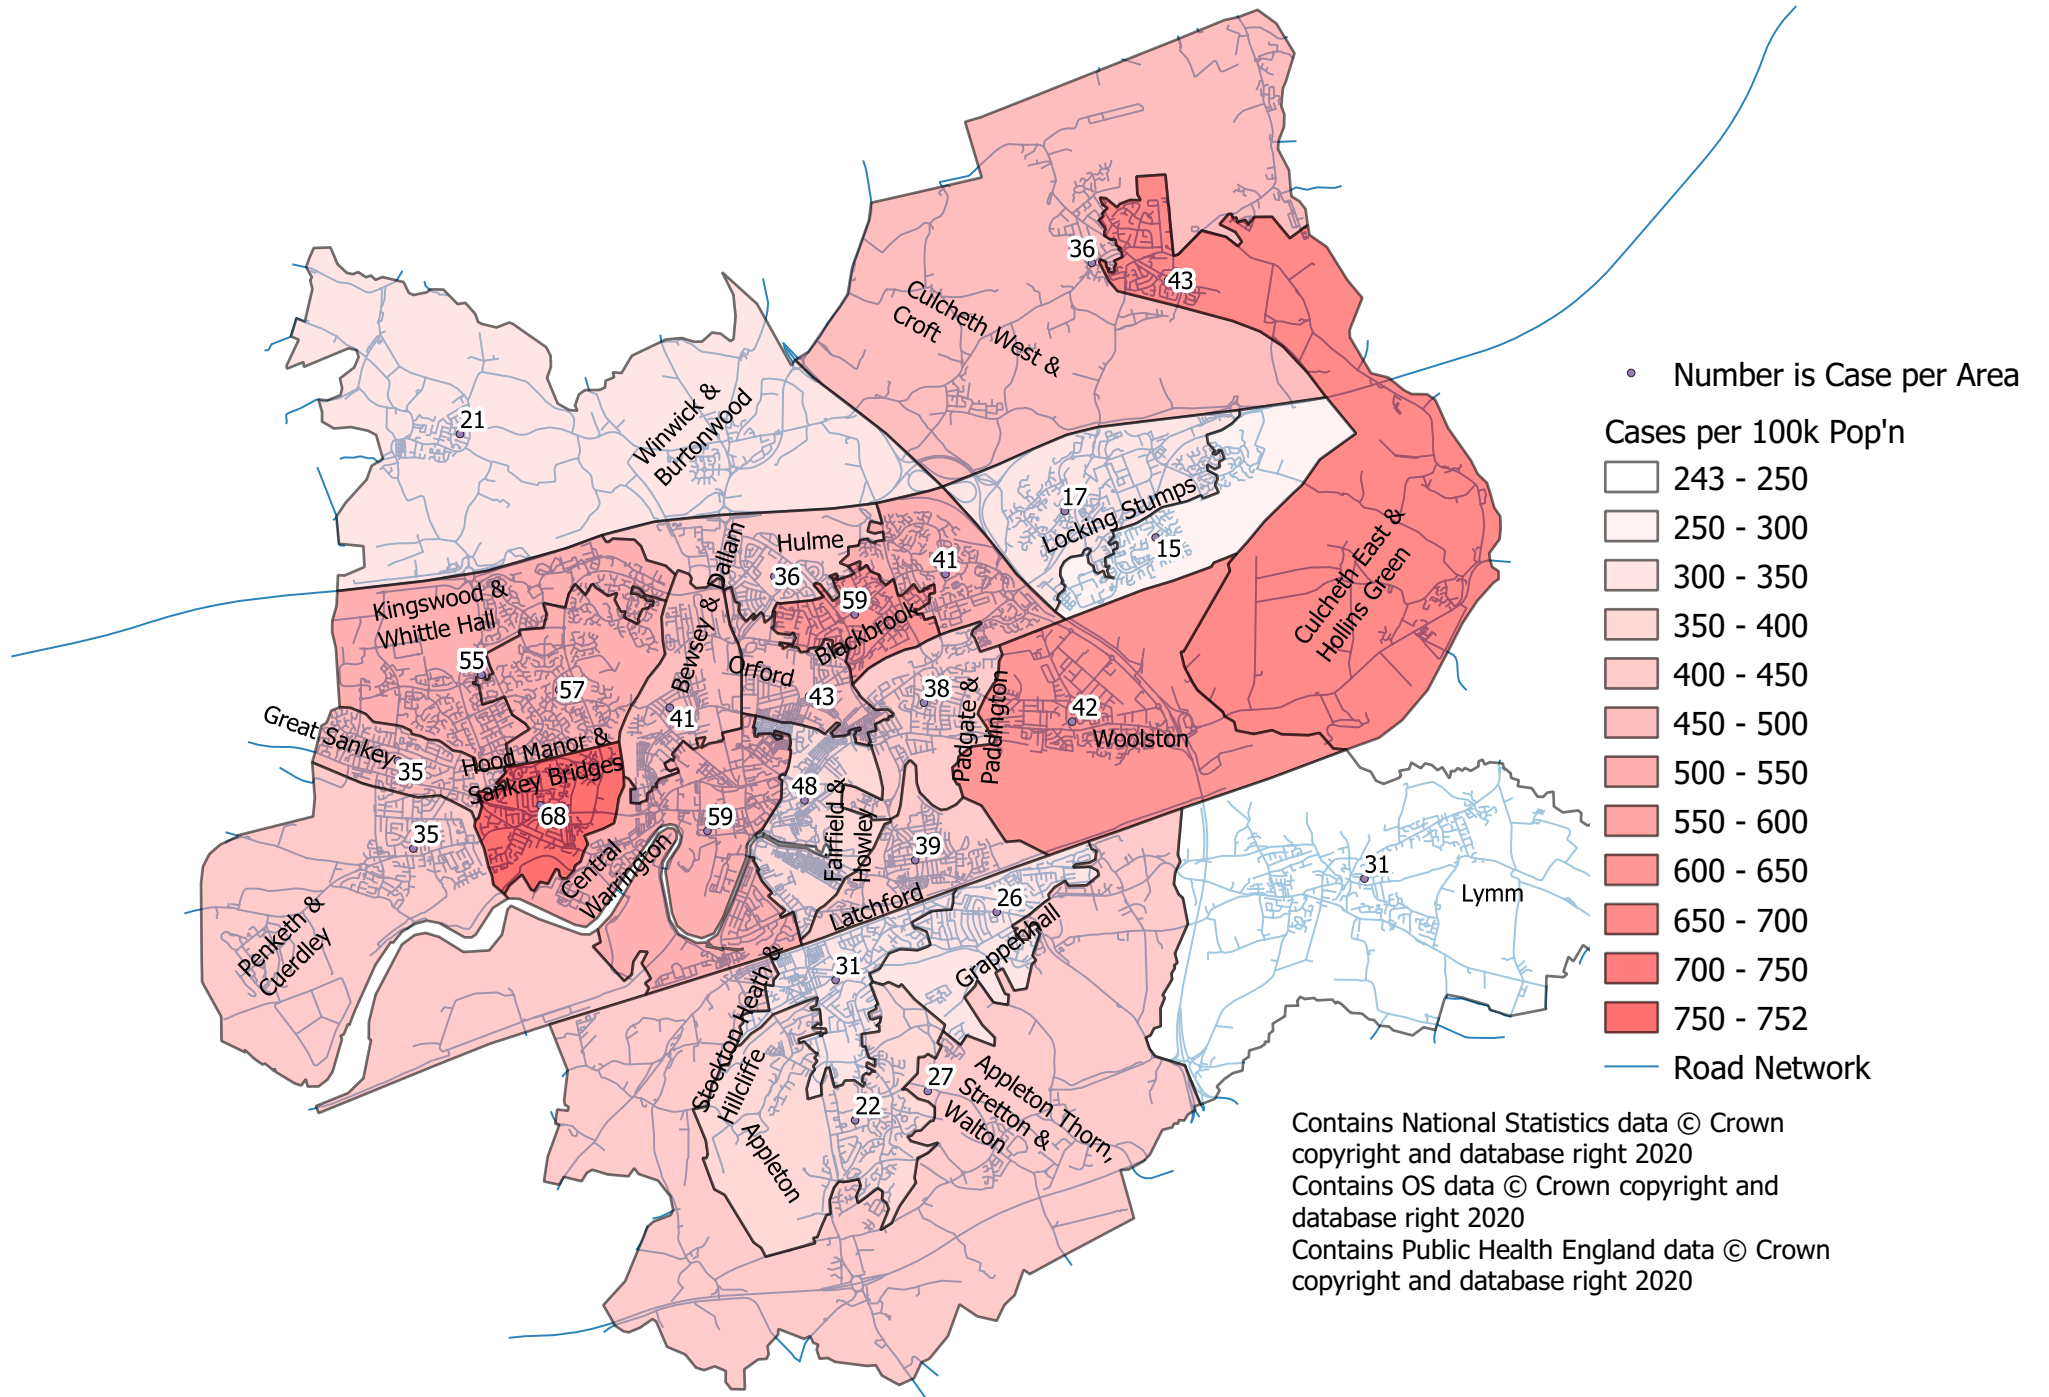 36
43
Culcheth West &
Croft
21
Winwick &
Burtonwood
17
Locking Stumps
15
Hulme
41
36
59
Blackbrook
Bewsey & Dallam
Kingswood &
Whittle Hall
55
57
Orford
43
38
41
Padgate &
Paddington
42
Woolston
Culcheth East &
Hollins Green
Great Sankey
35
Hood Manor &
Sankey Bridges
68
48
59
Fairfield &
Howley
35
39
Central
Warrington
Latchford
31
Lymm
26
Grappenhall
Penketh &
Cuerdley
31
Stockton Heath &
Hillcliffe
27
22
Appleton
Appleton Thorn,
Stretton &
Walton
Number is Case per Area
Cases per 100k Pop'n
243 - 250
250 - 300
300 - 350
350 - 400
400 - 450
450 - 500
500 - 550
550 - 600
600 - 650
650 - 700
700 - 750
750 - 752
Road Network
Contains National Statistics data © Crown
copyright and database right 2020
Contains OS data © Crown copyright and
database right 2020
Contains Public Health England data © Crown
copyright and database right 2020